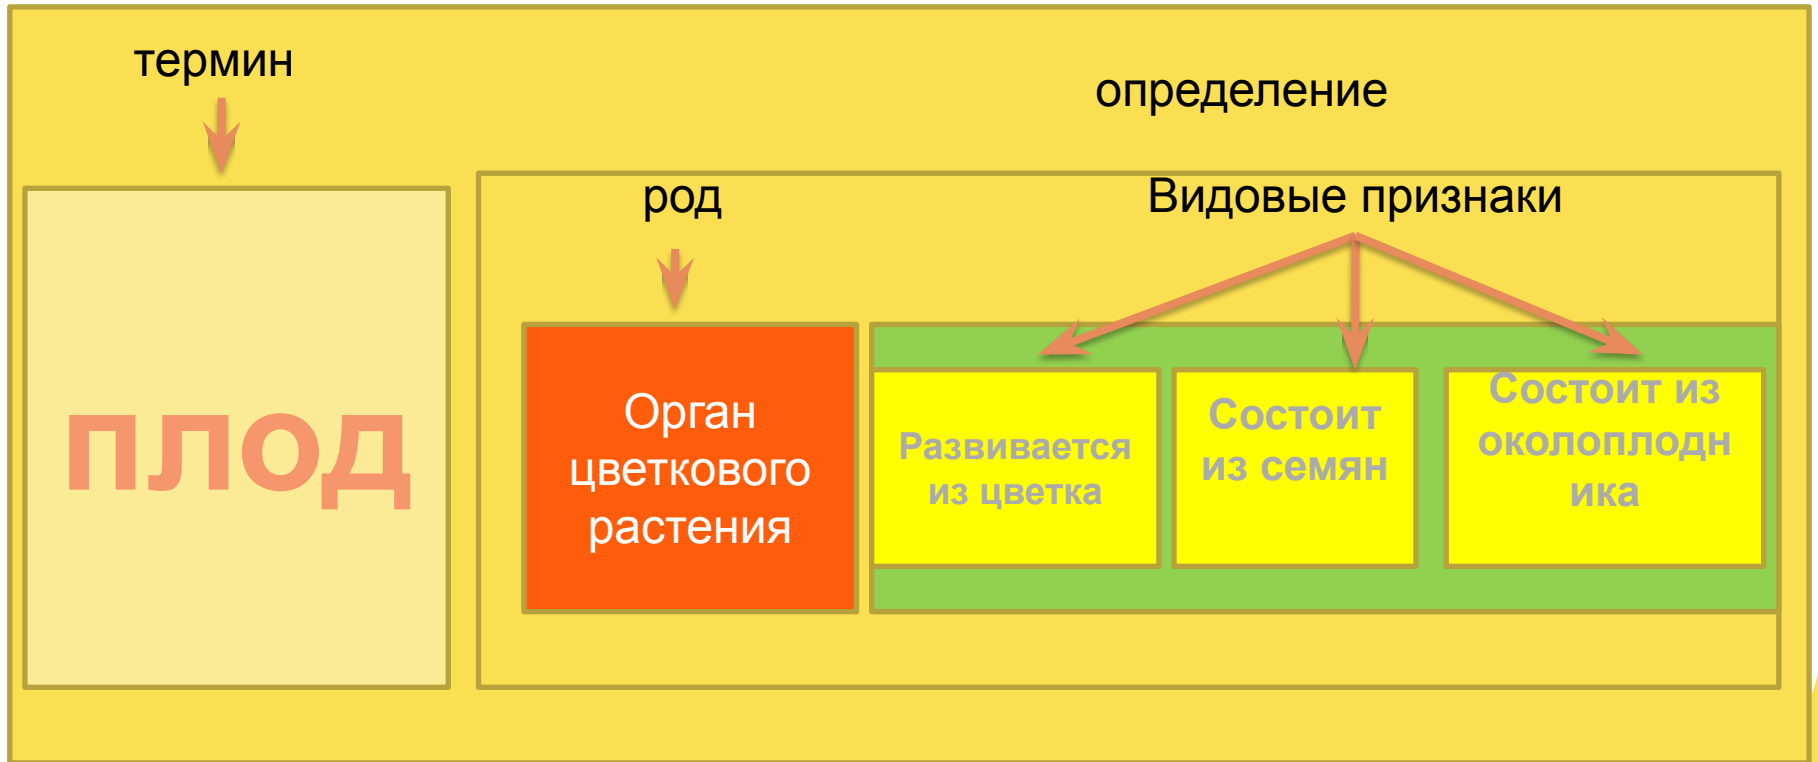 термин
определение
род
Видовые признаки
плод
Орган
цветкового
растения
Развивается
из цветка
Состоит
из семян
Состоит из
околоплодн
ика